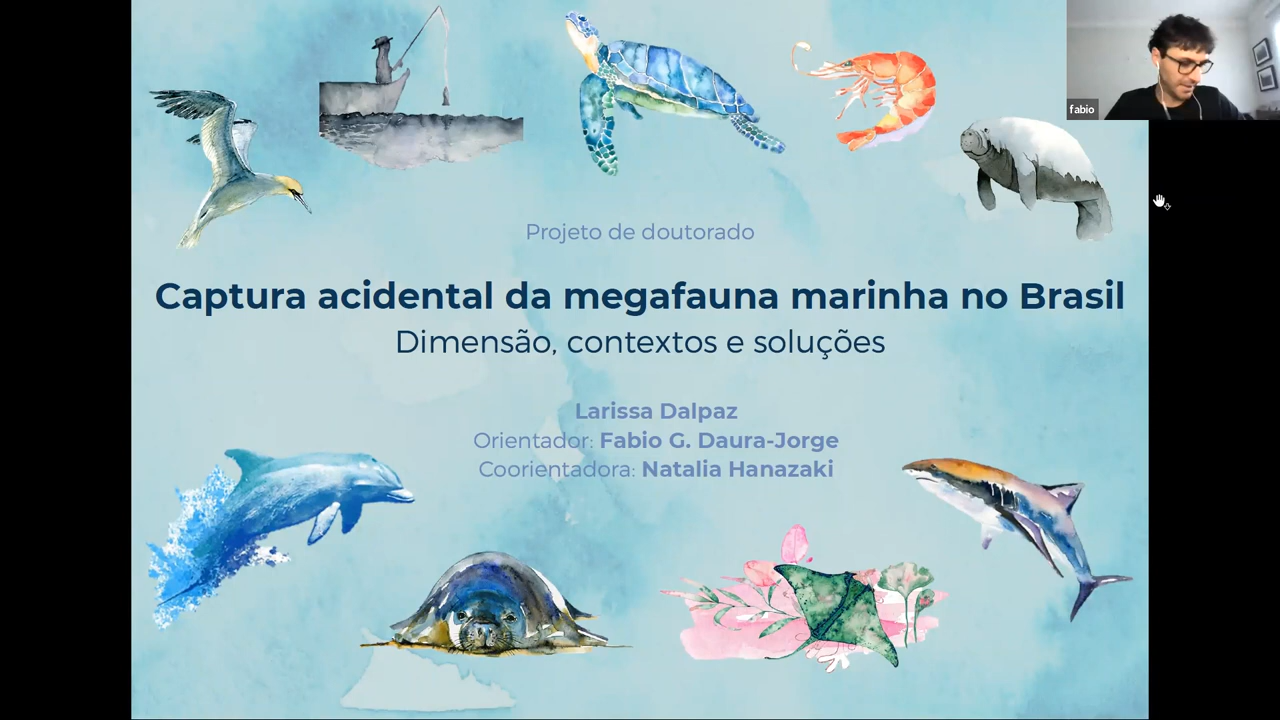 fabio
Projeto de doutorado
Captura acidental da megafauna marinha no Brasil
Dimensão, contextos e soluções
Larissa Dalpaz
Orientador: Fabio G. Daura-Jorge
Coorientadora: Natalia Hanazaki